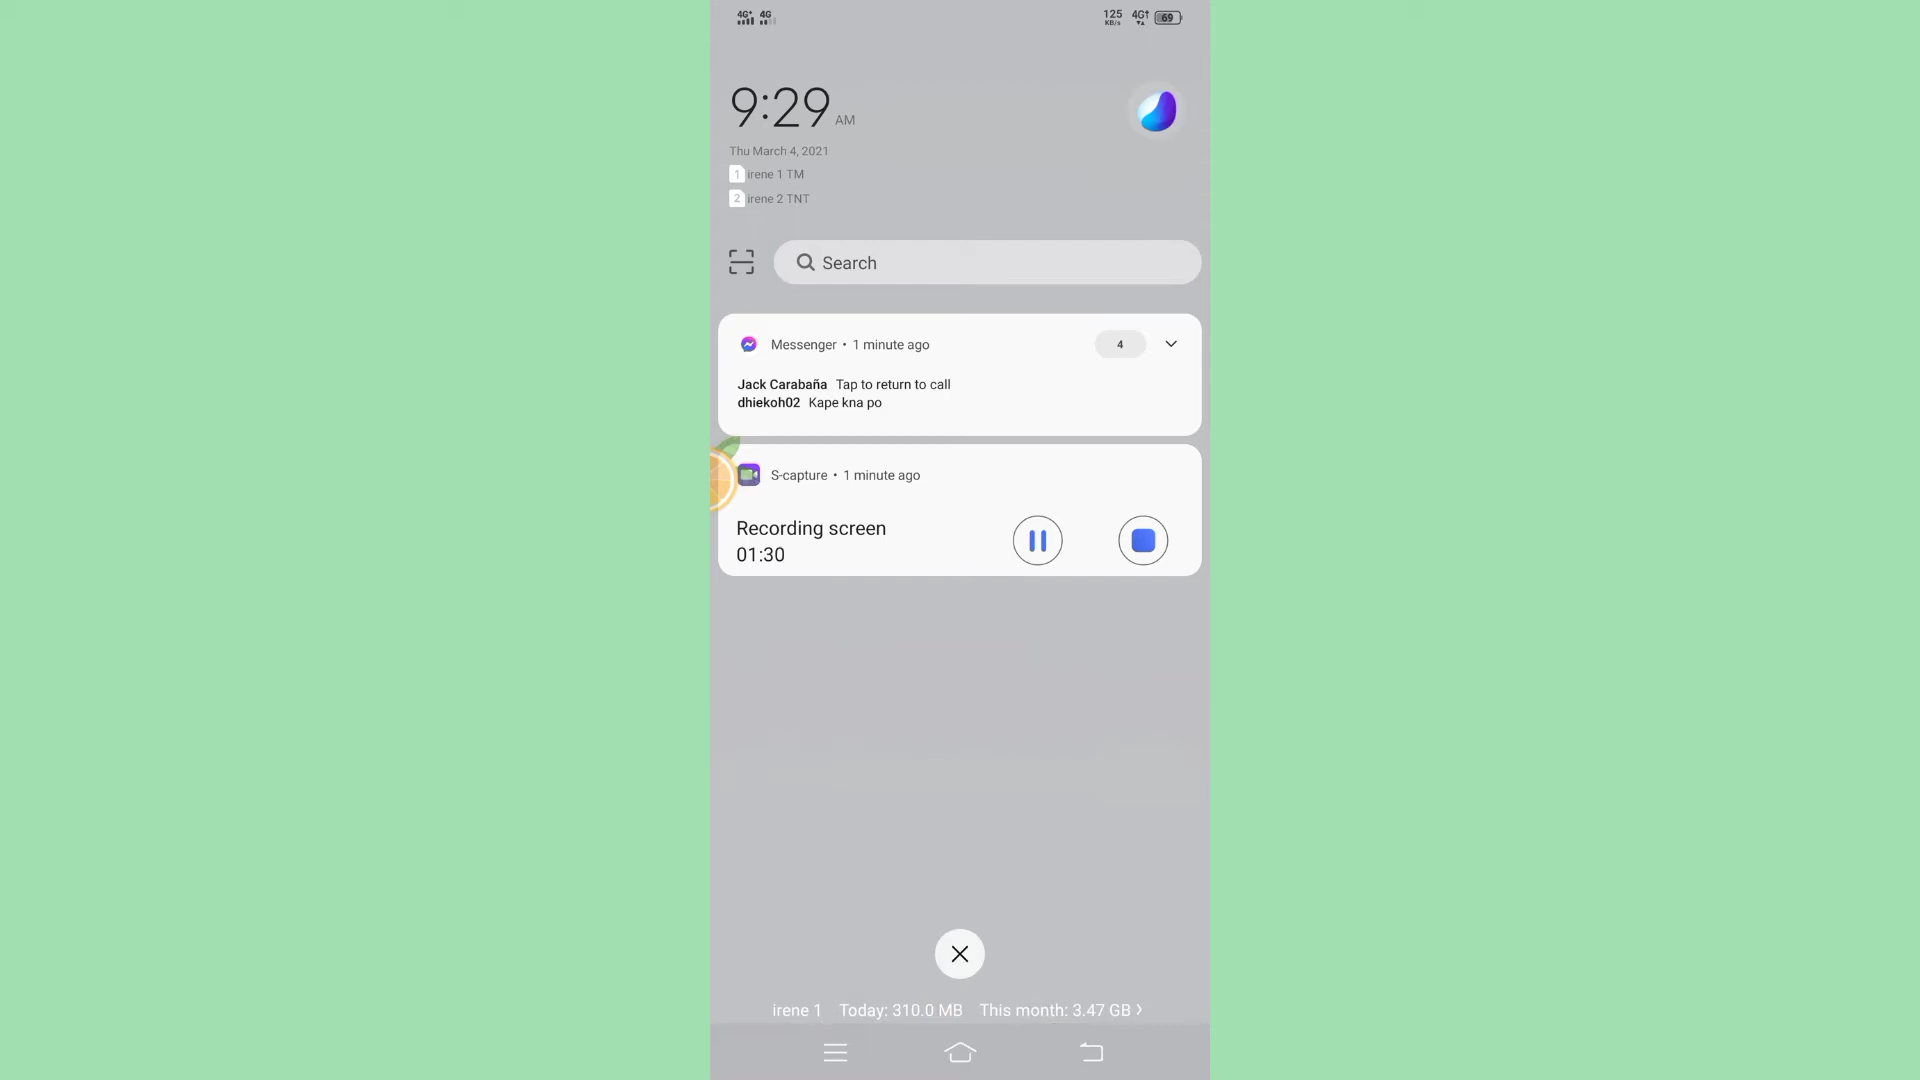 4G+ 4G
125 KB/s 4G 69
9:29 AM
Thu March 4, 2021
1 irene 1 TM
2 irene 2 TNT
Search
Messenger • 1 minute ago 4
Jack Carabaña Tap to return to call
dhiekoh02 Kape kna po
S-capture • 1 minute ago
Recording screen
01:30
irene 1 Today: 310.0 MB This month: 3.47 GB